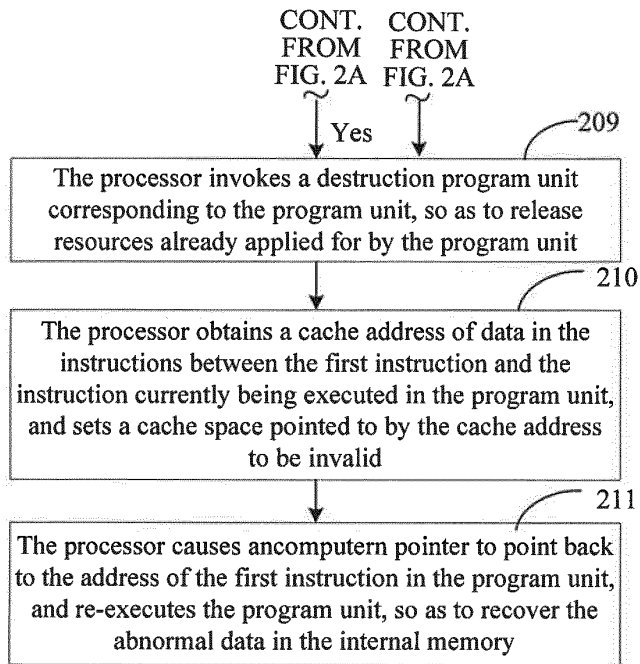 CONT. CONT.
FROM FROM
FIG. 2A FIG. 2A
Yes
209
The processor invokes a destruction program unit
corresponding to the program unit, so as to release
resources already applied for by the program unit
210
The processor obtains a cache address of data in the
instructions between the first instruction and the
instruction currently being executed in the program unit,
and sets a cache space pointed to by the cache address
to be invalid
211
The processor causes ancomputern pointer to point back
to the address of the first instruction in the program unit,
and re-executes the program unit, so as to recover the
abnormal data in the internal memory